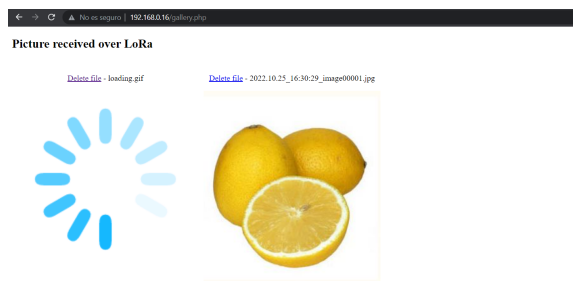 No es seguro | 192.168.0.16/gallery.php
Picture received over LoRa
Delete file - loading.gif
Delete file - 2022.10.25_16:30:29_image00001.jpg